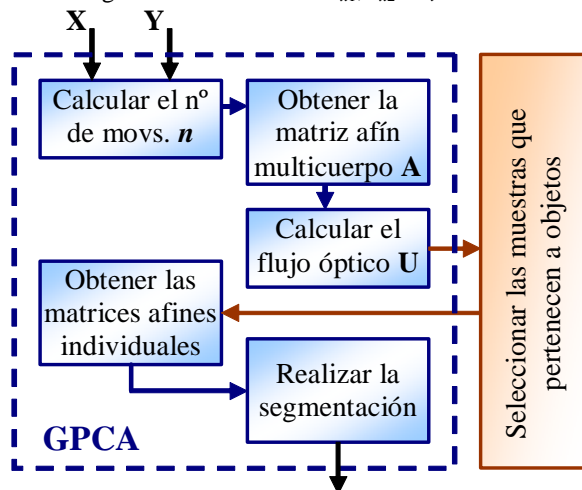 X Y
Calcular el nº
de movs. n
Obtener la
matriz afín
multicuerpo A
Calcular el
flujo óptico U
Obtener las
matrices afines
individuales
Realizar la
segmentación
GPCA
Seleccionar las muestras que
pertenecen a objetos